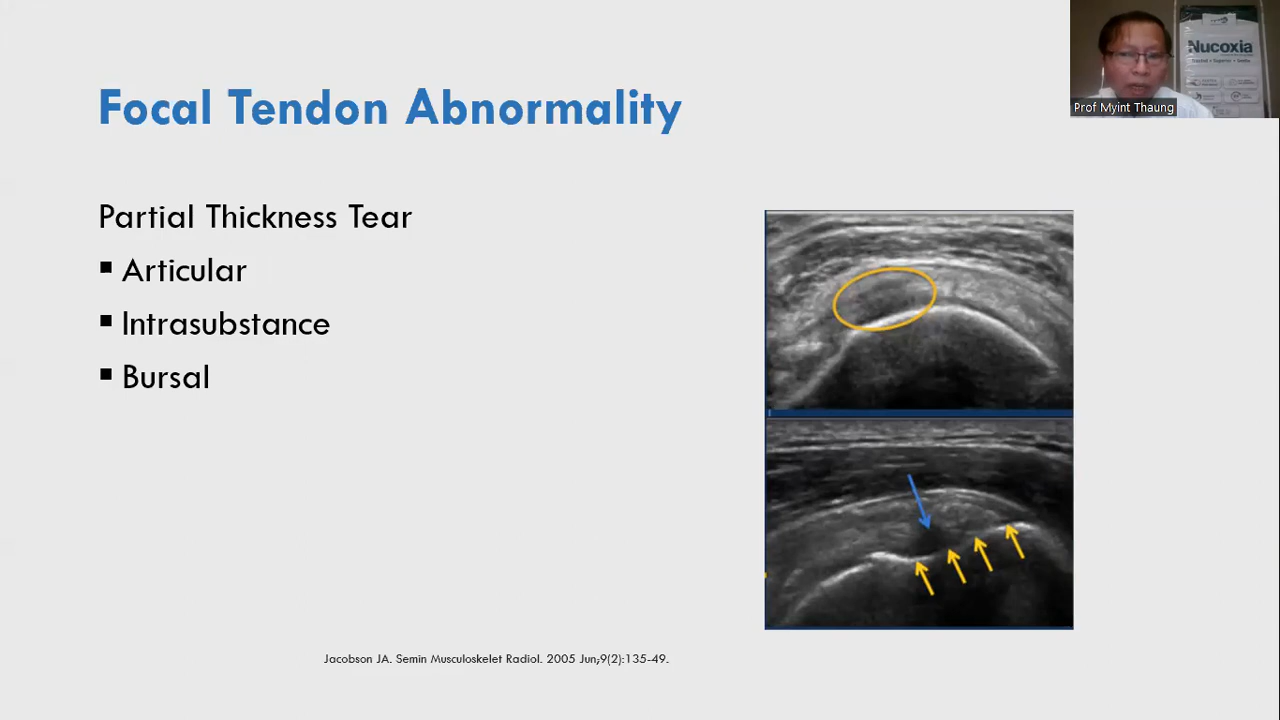 Focal Tendon Abnormality
Partial Thickness Tear
▪ Articular
▪ Intrasubstance
▪ Bursal
Jacobson JA. Semin Musculoskelet Radiol. 2005 Jun;9(2):135-49.
Nucoxia
Prof Myint Thaung